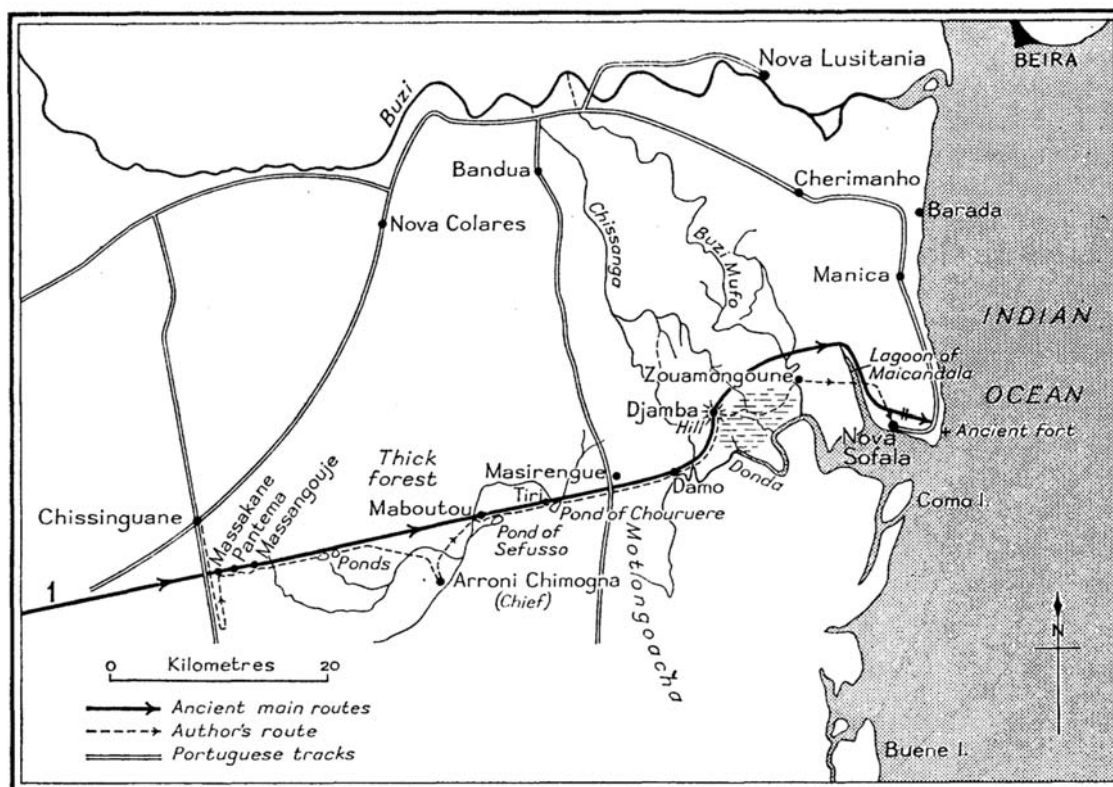 BEIRA
Nova Lusitania
Buzi
Bandua
Cherimanho
Barada
Nova Colares
Chissanga
Buzi Mufo
Manica
INDIAN
OCEAN
Lagoon of
Maicandala
Zouamongoune
Djamba
Hill
Nova
Sofala
Ancient fort
Donda
Damo
Masirengue
Thick
forest
Tiri
Maboutou
Pond of Chouruere
Pond of
Sefusso
Coma I.
Chissinguane
Massakane
Pantema
Massangouje
Ponds
Arroni Chimogna
(Chief)
Motlongoacha
1
N
0 Kilometres 20
Ancient main routes
Author's route
Portuguese tracks
Buene I.